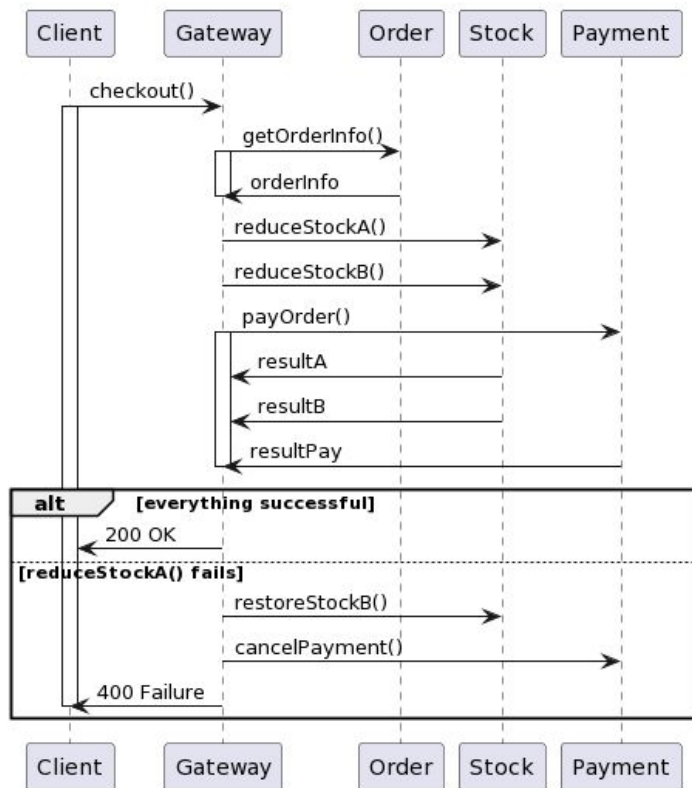 Client Gateway Order Stock Payment
checkout()
getOrderInfo()
orderInfo
reduceStockA()
reduceStockB()
payOrder()
resultA
resultB
resultPay
alt [everything successful]
200 OK
[reduceStockA() fails]
restoreStockB()
cancelPayment()
400 Failure
Client Gateway Order Stock Payment